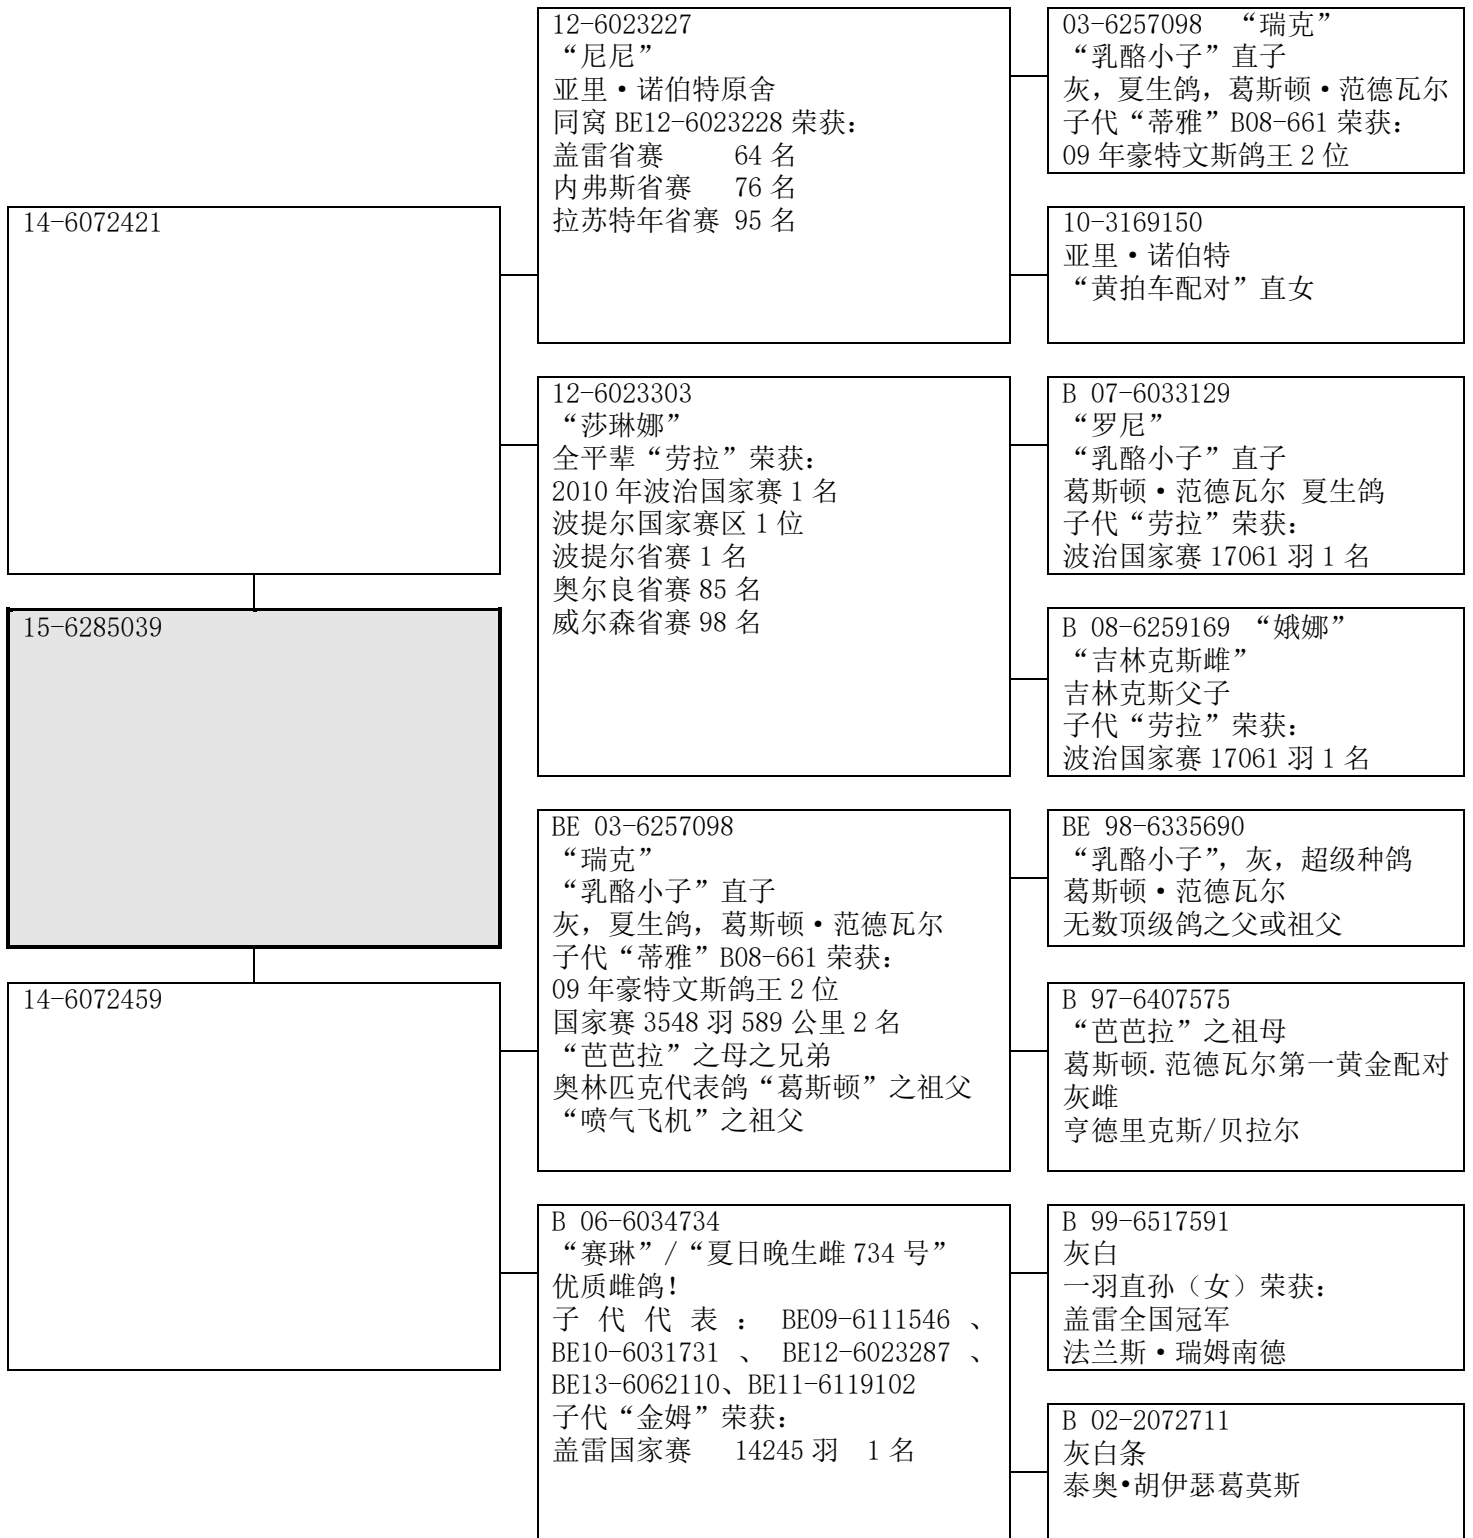 14-6072421
15-6285039
14-6072459
12-6023227
“尼尼”
亚里·诺伯特原舍
同窝 BE12-6023228 荣获：
盖雷省赛 64 名
内弗斯省赛 76 名
拉苏特年省赛 95 名
12-6023303
“莎琳娜”
全平辈“劳拉”荣获：
2010 年波治国家赛 1 名
波提尔国家赛区 1 位
波提尔省赛 1 名
奥尔良省赛 85 名
威尔森省赛 98 名
BE 03-6257098
“瑞克”
“乳酪小子”直子
灰，夏生鸽，葛斯顿·范德瓦尔
子代“蒂雅”B08-661 荣获：
09 年豪特文斯鸽王 2 位
国家赛 3548 羽 589 公里 2 名
“芭芭拉”之母之兄弟
奥林匹克代表鸽“葛斯顿”之祖父
“喷气飞机”之祖父
B 06-6034734
“赛琳”/“夏日晚生雌 734 号”
优质雌鸽！
子 代 代 表 ： BE09-6111546 、
BE10-6031731 、 BE12-6023287 、
BE13-6062110、BE11-6119102
子代“金姆”荣获：
盖雷国家赛 14245 羽 1 名
03-6257098 “瑞克”
“乳酪小子”直子
灰，夏生鸽，葛斯顿·范德瓦尔
子代“蒂雅”B08-661 荣获：
09 年豪特文斯鸽王 2 位
10-3169150
亚里·诺伯特
“黄拍车配对”直女
B 07-6033129
“罗尼”
“乳酪小子”直子
葛斯顿·范德瓦尔 夏生鸽
子代“劳拉”荣获：
波治国家赛 17061 羽 1 名
B 08-6259169 “娥娜”
“吉林克斯雌”
吉林克斯父子
子代“劳拉”荣获：
波治国家赛 17061 羽 1 名
BE 98-6335690
“乳酪小子”，灰，超级种鸽
葛斯顿·范德瓦尔
无数顶级鸽之父或祖父
B 97-6407575
“芭芭拉”之祖母
葛斯顿.范德瓦尔第一黄金配对
灰雌
亨德里克斯/贝拉尔
B 99-6517591
灰白
一羽直孙（女）荣获：
盖雷全国冠军
法兰斯·瑞姆南德
B 02-2072711
灰白条
泰奥·胡伊瑟葛莫斯